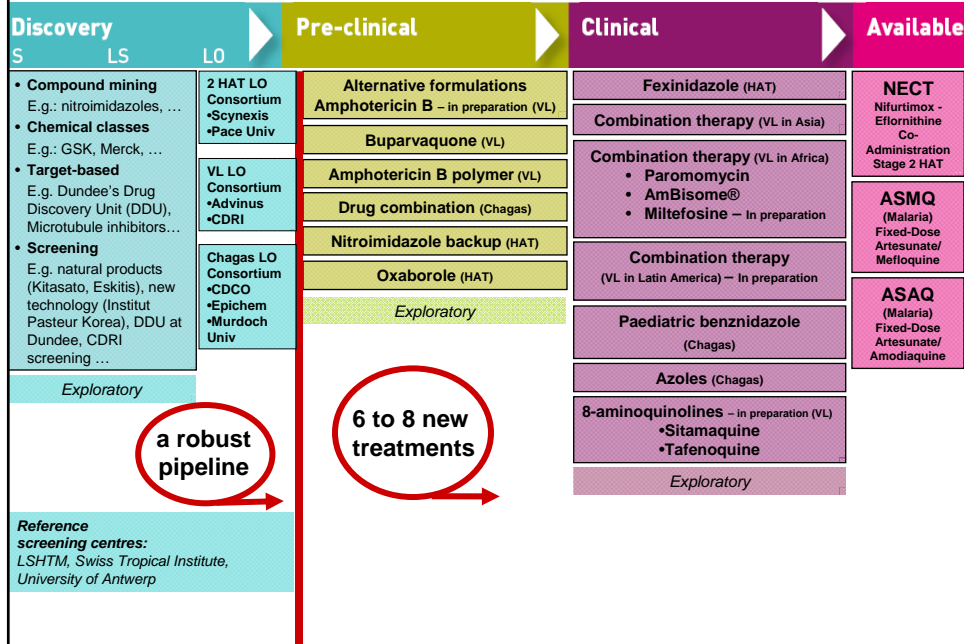 Discovery
S LS LO
Pre-clinical
Clinical
Available
• Compound mining
E.g.: nitroimidazoles, …
• Chemical classes
E.g.: GSK, Merck, …
• Target-based
E.g. Dundee's Drug
Discovery Unit (DDU),
Microtubule inhibitors…
• Screening
E.g. natural products
(Kitasato, Eskitis), new
technology (Institut
Pasteur Korea), DDU at
Dundee, CDRI
screening …
Exploratory
2 HAT LO
Consortium
•Scynexis
•Pace Univ
VL LO
Consortium
•Advinus
•CDRI
Chagas LO
Consortium
•CDCO
•Epichem
•Murdoch
Univ
a robust
pipeline
Reference
screening centres:
LSHTM, Swiss Tropical Institute,
University of Antwerp
Alternative formulations
Amphotericin B – in preparation (VL)
Buparvaquone (VL)
Amphotericin B polymer (VL)
Drug combination (Chagas)
Nitroimidazole backup (HAT)
Oxaborole (HAT)
Exploratory
6 to 8 new
treatments
Fexinidazole (HAT)
Combination therapy (VL in Asia)
Combination therapy (VL in Africa)
• Paromomycin
• AmBisome®
• Miltefosine – In preparation
Combination therapy
(VL in Latin America) – In preparation
Paediatric benznidazole
(Chagas)
Azoles (Chagas)
8-aminoquinolines – in preparation (VL)
•Sitamaquine
•Tafenoquine
Exploratory
NECT
Nifurtimox -
Eflornithine
Co-
Administration
Stage 2 HAT
ASMQ
(Malaria)
Fixed-Dose
Artesunate/
Mefloquine
ASAQ
(Malaria)
Fixed-Dose
Artesunate/
Amodiaquine